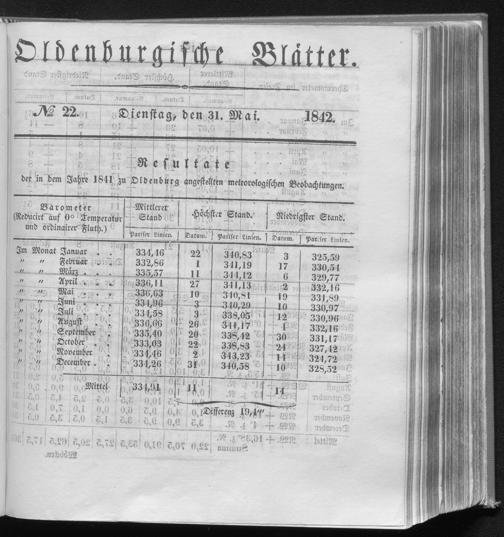 Oldenburgische Blätter.
№ 22. Dienstag, den 31. Mai. 1842.
Resultate
der in dem Jahre 1841 zu Oldenburg angestellten meteorologischen Beobachtungen.
Barometer (Reducirt auf 0° Temperatur und ordinairer Fluth.) Mittlerer Stand Höchster Stand. Niedrigster Stand.
Pariser Linien. Datum. Pariser Linien. Datum. Pariser Linien.
Im Monat Januar . . . 334,16 22 340,83 3 325,59
" " Februar . . . 332,86 1 341,19 17 330,54
" " März . . . 335,57 11 344,12 6 329,77
" " April . . . 336,11 27 341,13 2 332,16
" " Mai . . . 336,63 10 340,81 19 331,89
" " Juni . . . 334,96 3 340,29 10 330,97
" " Juli . . . 334,58 3 338,05 12 330,96
" " August . . . 336,06 26 344,17 1 332,16
" " September . . 335,40 20 338,42 30 331,17
" " October . . 333,03 22 338,83 24 327,42
" " November . . 334,46 2 343,23 14 324,72
" " December . . 334,26 31 340,58 10 328,52
Mittel 334,91 11 14
Differenz 19,4'"